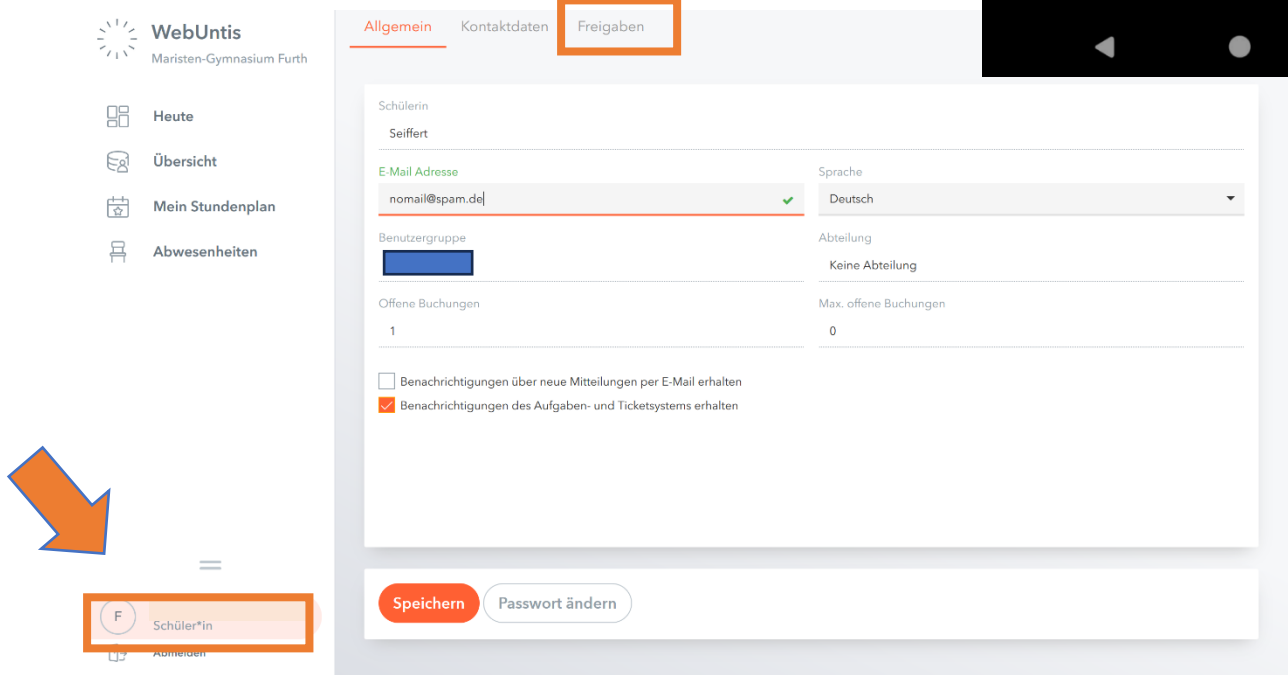 WebUntis
Maristen-Gymnasium Furth
Heute
Übersicht
Mein Stundenplan
Abwesenheiten
F
Schüler*in
Abmelden
Allgemein Kontaktdaten Freigaben
Schülerin
Seiffert
E-Mail Adresse Sprache
nomail@spam.de Deutsch
Benutzergruppe Abteilung
Keine Abteilung
Offene Buchungen Max. offene Buchungen
1 0
Benachrichtigungen über neue Mitteilungen per E-Mail erhalten
Benachrichtigungen des Aufgaben- und Ticketsystems erhalten
Speichern Passwort ändern